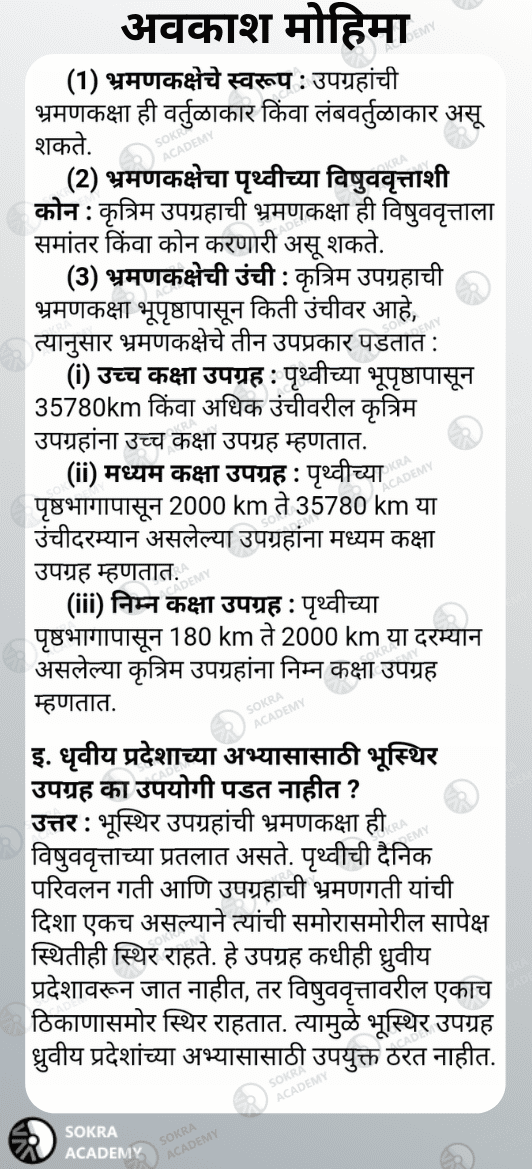 अवकाश मोहिमा
(1) भ्रमणकक्षेचे स्वरूप : उपग्रहांची
भ्रमणकक्षा ही वर्तुळाकार किंवा लंबवर्तुळाकार असू
शकते.
(2) भ्रमणकक्षेचा पृथ्वीच्या विषुववृत्ताशी
कोन : कृत्रिम उपग्रहाची भ्रमणकक्षा ही विषुववृत्ताला
समांतर किंवा कोन करणारी असू शकते.
(3) भ्रमणकक्षेची उंची : कृत्रिम उपग्रहाची
भ्रमणकक्षा भूपृष्ठापासून किती उंचीवर आहे,
त्यानुसार भ्रमणकक्षेचे तीन उपप्रकार पडतात :
(i) उच्च कक्षा उपग्रह : पृथ्वीच्या भूपृष्ठापासून
35780km किंवा अधिक उंचीवरील कृत्रिम
उपग्रहांना उच्च कक्षा उपग्रह म्हणतात.
(ii) मध्यम कक्षा उपग्रह : पृथ्वीच्या
पृष्ठभागापासून 2000 km ते 35780 km या
उंचीदरम्यान असलेल्या उपग्रहांना मध्यम कक्षा
उपग्रह म्हणतात.
(iii) निम्न कक्षा उपग्रह : पृथ्वीच्या
पृष्ठभागापासून 180 km ते 2000 km या दरम्यान
असलेल्या कृत्रिम उपग्रहांना निम्न कक्षा उपग्रह
म्हणतात.
इ. धृवीय प्रदेशाच्या अभ्यासासाठी भूस्थिर
उपग्रह का उपयोगी पडत नाहीत ?
उत्तर : भूस्थिर उपग्रहांची भ्रमणकक्षा ही
विषुववृत्ताच्या प्रतलात असते. पृथ्वीची दैनिक
परिवलन गती आणि उपग्रहाची भ्रमणगती यांची
दिशा एकच असल्याने त्यांची समोरासमोरील सापेक्ष
स्थितीही स्थिर राहते. हे उपग्रह कधीही ध्रुवीय
प्रदेशावरून जात नाहीत, तर विषुववृत्तावरील एकाच
ठिकाणासमोर स्थिर राहतात. त्यामुळे भूस्थिर उपग्रह
ध्रुवीय प्रदेशांच्या अभ्यासासाठी उपयुक्त ठरत नाहीत.
SOKRA
ACADEMY